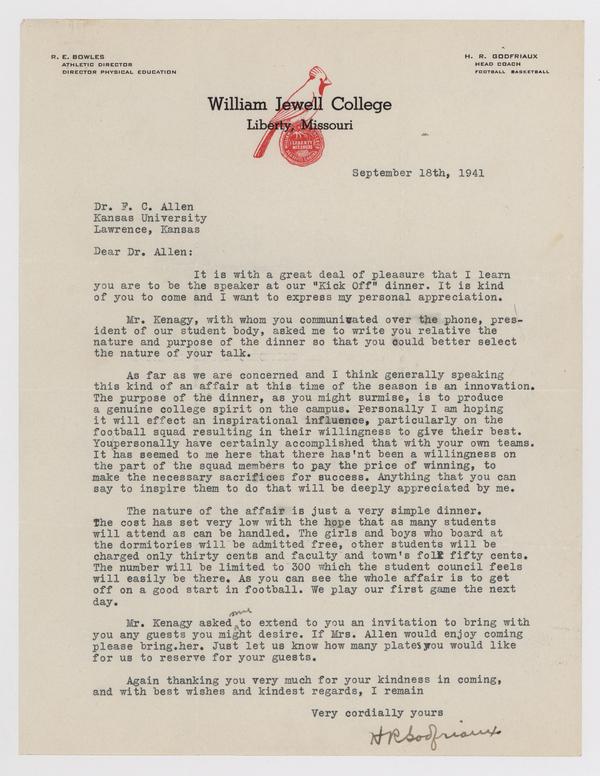 R. E. BOWLES
ATHLETIC DIRECTOR
DIRECTOR PHYSICAL EDUCATION
H. R. GODFRIAUX
HEAD COACH
FOOTBALL BASKETBALL
William Jewell College
Liberty, Missouri
LIBERTY
MISSOURI
September 18th, 1941
Dr. F. C. Allen
Kansas University
Lawrence, Kansas
Dear Dr. Allen:
It is with a great deal of pleasure that I learn
you are to be the speaker at our "Kick Off" dinner. It is kind
of you to come and I want to express my personal appreciation.
Mr. Kenagy, with whom you communicated over the phone, pres-
ident of our student body, asked me to write you relative the
nature and purpose of the dinner so that you could better select
the nature of your talk.
As far as we are concerned and I think generally speaking
this kind of an affair at this time of the season is an innovation.
The purpose of the dinner, as you might surmise, is to produce
a genuine college spirit on the campus. Personally I am hoping
it will effect an inspirational influence, particularly on the
football squad resulting in their willingness to give their best.
Youpersonally have certainly accomplished that with your own teams.
It has seemed to me here that there has'nt been a willingness on
the part of the squad members to pay the price of winning, to
make the necessary sacrifices for success. Anything that you can
say to inspire them to do that will be deeply appreciated by me.
The nature of the affair is just a very simple dinner.
The cost has set very low with the hope that as many students
will attend as can be handled. The girls and boys who board at
the dormitories will be admitted free, other students will be
charged only thirty cents and faculty and town's folk fifty cents.
The number will be limited to 300 which the student council feels
will easily be there. As you can see the whole affair is to get
off on a good start in football. We play our first game the next
day.
me
Mr. Kenagy asked to extend to you an invitation to bring with
you any guests you might desire. If Mrs. Allen would enjoy coming
please bring.her. Just let us know how many plates you would like
for us to reserve for your guests.
Again thanking you very much for your kindness in coming,
and with best wishes and kindest regards, I remain
Very cordially yours
H R Godfriaux